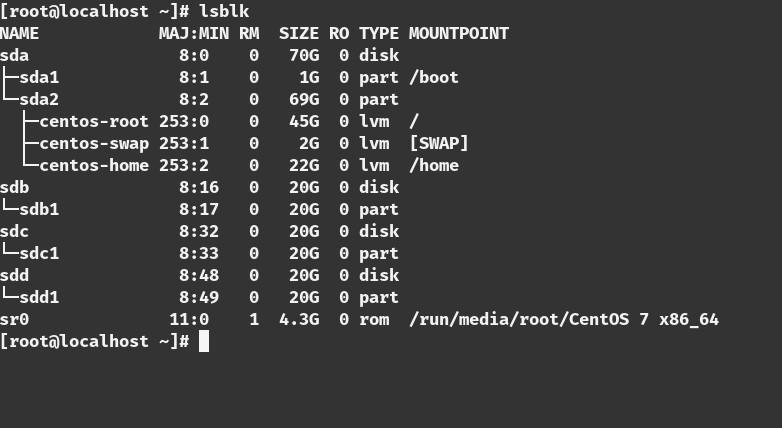 [root@localhost ~]# lsblk
NAME            MAJ:MIN RM  SIZE RO TYPE MOUNTPOINT
sda               8:0    0   70G  0 disk
├─sda1            8:1    0    1G  0 part /boot
└─sda2            8:2    0   69G  0 part
  ├─centos-root 253:0    0   45G  0 lvm  /
  ├─centos-swap 253:1    0    2G  0 lvm  [SWAP]
  └─centos-home 253:2    0   22G  0 lvm  /home
sdb               8:16   0   20G  0 disk
└─sdb1            8:17   0   20G  0 part
sdc               8:32   0   20G  0 disk
└─sdc1            8:33   0   20G  0 part
sdd               8:48   0   20G  0 disk
└─sdd1            8:49   0   20G  0 part
sr0              11:0    1  4.3G  0 rom  /run/media/root/CentOS 7 x86_64
[root@localhost ~]#